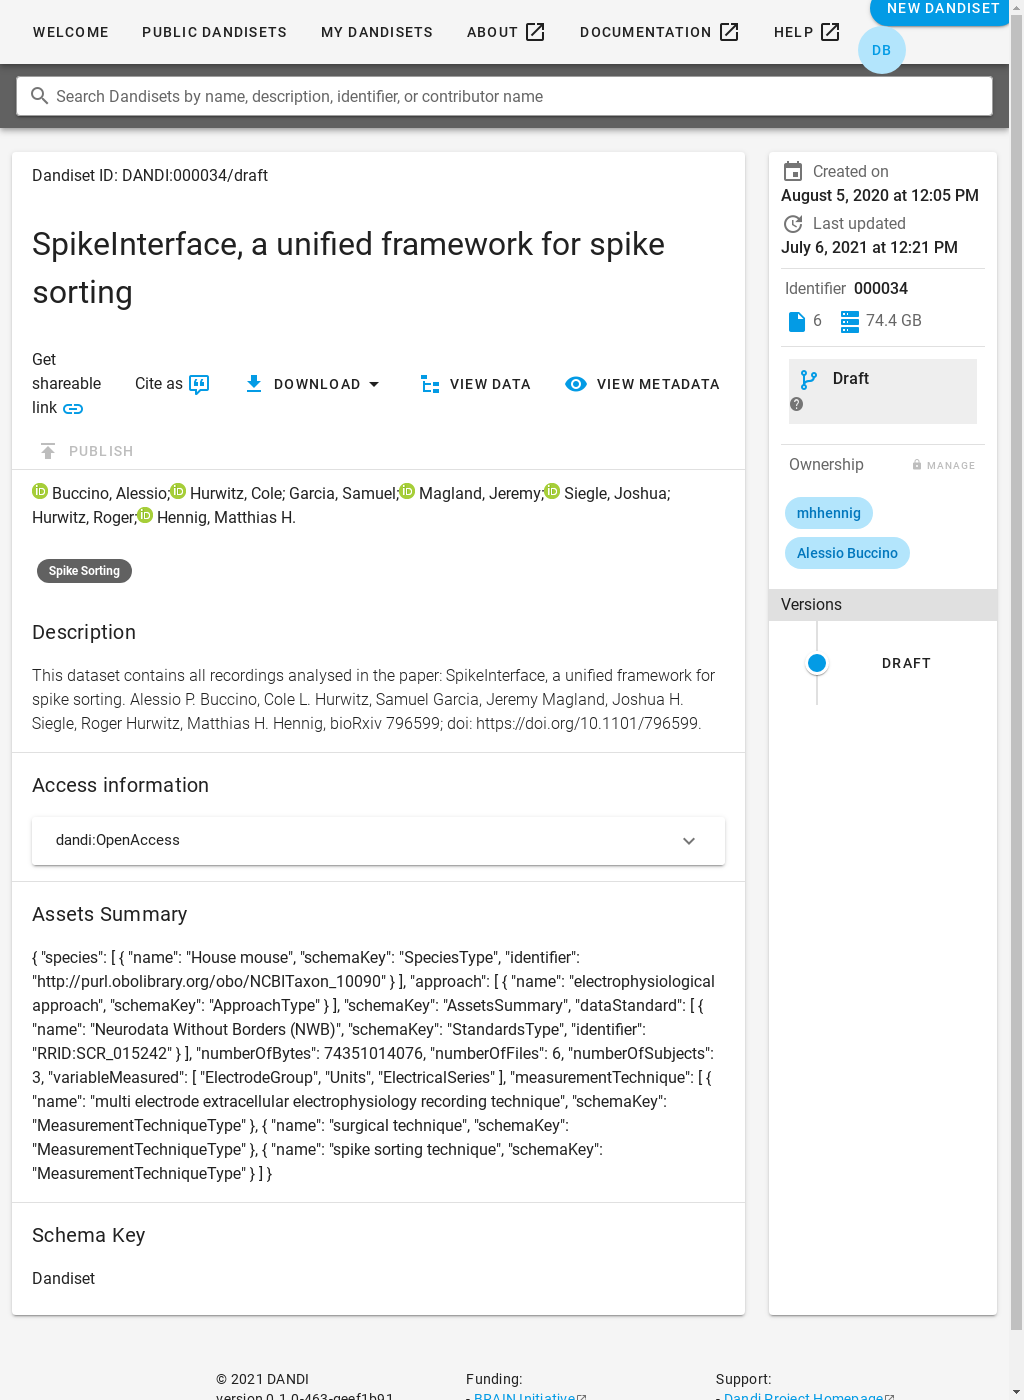 WELCOME PUBLIC DANDISETS MY DANDISETS ABOUT DOCUMENTATION HELP NEW DANDISET
DB
Search Dandisets by name, description, identifier, or contributor name
Dandiset ID: DANDI:000034/draft
SpikeInterface, a unified framework for spike
sorting
Get
shareable
link
Cite as
DOWNLOAD
VIEW DATA
VIEW METADATA
PUBLISH
Buccino, Alessio; Hurwitz, Cole; Garcia, Samuel; Magland, Jeremy; Siegle, Joshua;
Hurwitz, Roger; Hennig, Matthias H.
Spike Sorting
Description
This dataset contains all recordings analysed in the paper: SpikeInterface, a unified framework for
spike sorting. Alessio P. Buccino, Cole L. Hurwitz, Samuel Garcia, Jeremy Magland, Joshua H.
Siegle, Roger Hurwitz, Matthias H. Hennig, bioRxiv 796599; doi: https://doi.org/10.1101/796599.
Access information
dandi:OpenAccess
Assets Summary
{ "species": [ { "name": "House mouse", "schemaKey": "SpeciesType", "identifier":
"http://purl.obolibrary.org/obo/NCBITaxon_10090" } ], "approach": [ { "name": "electrophysiological
approach", "schemaKey": "ApproachType" } ], "schemaKey": "AssetsSummary", "dataStandard": [ {
"name": "Neurodata Without Borders (NWB)", "schemaKey": "StandardsType", "identifier":
"RRID:SCR_015242" } ], "numberOfBytes": 74351014076, "numberOfFiles": 6, "numberOfSubjects":
3, "variableMeasured": [ "ElectrodeGroup", "Units", "ElectricalSeries" ], "measurementTechnique": [ {
"name": "multi electrode extracellular electrophysiology recording technique", "schemaKey":
"MeasurementTechniqueType" }, { "name": "surgical technique", "schemaKey":
"MeasurementTechniqueType" }, { "name": "spike sorting technique", "schemaKey":
"MeasurementTechniqueType" } ] }
Schema Key
Dandiset
Created on
August 5, 2020 at 12:05 PM
Last updated
July 6, 2021 at 12:21 PM
Identifier 000034
6 74.4 GB
Draft
Ownership MANAGE
mhhennig
Alessio Buccino
Versions
DRAFT
© 2021 DANDI
version 0.1.0-463-geef1b91
Funding:
- BRAIN Initiative
Support:
- Dandi Project Homepage